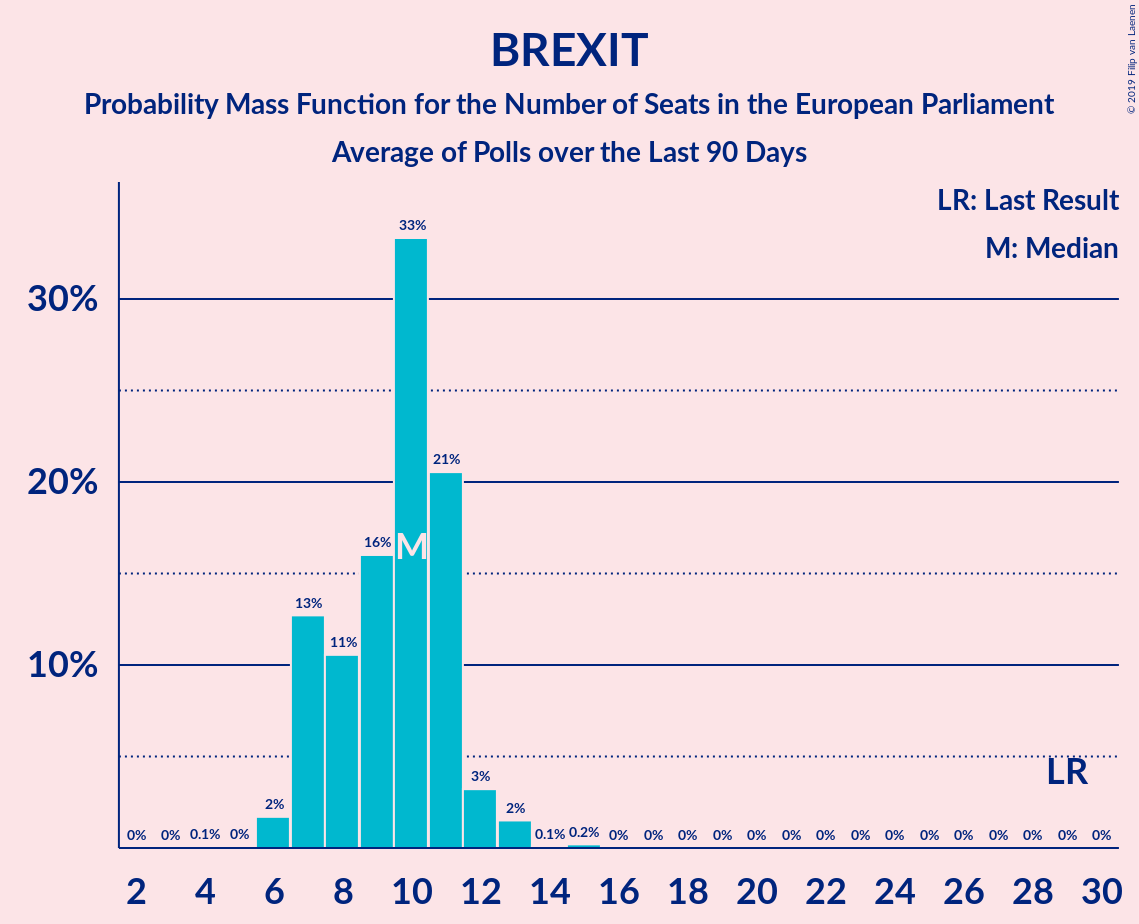 BREXIT
Probability Mass Function for the Number of Seats in the European Parliament
Average of Polls over the Last 90 Days
© 2019 Filip van Laenen
LR: Last Result
M: Median
30%
20%
10%
0% 0% 0.1% 0% 2% 13% 11% 16% 33% 21% 3% 2% 0.1% 0.2% 0% 0% 0% 0% 0% 0% 0% 0% 0% 0% 0% 0% 0% 0% 0%
M
LR
2 4 6 8 10 12 14 16 18 20 22 24 26 28 30